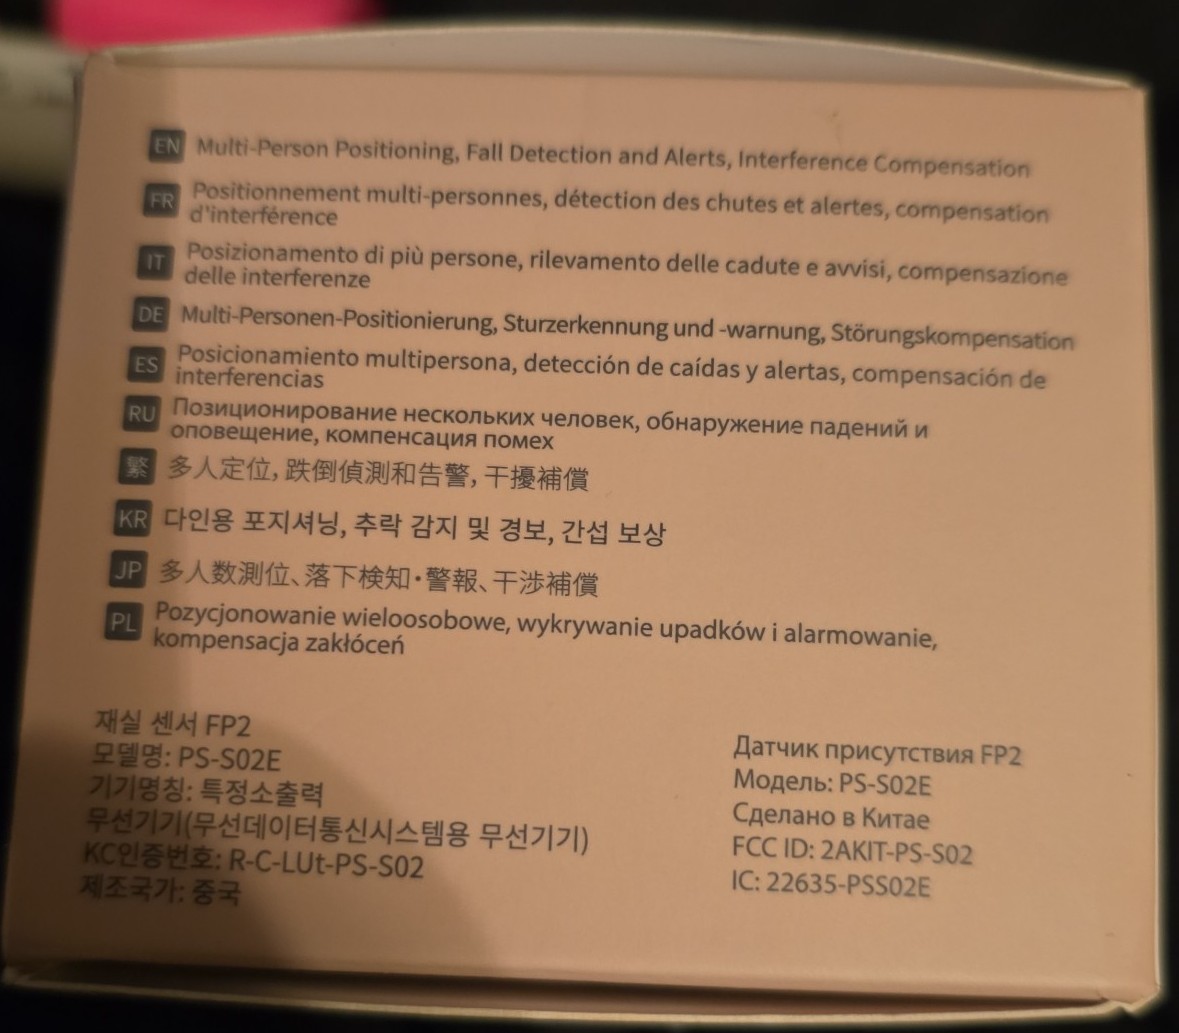 EN Multi-Person Positioning, Fall Detection and Alerts, Interference Compensation
FR Positionnement multi-personnes, détection des chutes et alertes, compensation
d'interférence
IT Posizionamento di più persone, rilevamento delle cadute e avvisi, compensazione
delle interferenze
DE Multi-Personen-Positionierung, Sturzerkennung und -warnung, Störungskompensation
ES Posicionamiento multipersona, detección de caídas y alertas, compensación de
interferencias
RU Позиционирование нескольких человек, обнаружение падений и
оповещение, компенсация помех
繁 多人定位，跌倒偵測和告警，干擾補償
KR 다인용 포지셔닝, 추락 감지 및 경보, 간섭 보상
JP 多人数測位、落下検知・警報、干渉補償
PL Pozycjonowanie wieloosobowe, wykrywanie upadków i alarmowanie,
kompensacja zakłóceń
재실 센서 FP2
모델명: PS-S02E
기기명칭: 특정소출력
무선기기(무선데이터통신시스템용 무선기기)
KC인증번호: R-C-LUt-PS-S02
제조국가: 중국
Датчик присутствия FP2
Модель: PS-S02E
Сделано в Китае
FCC ID: 2AKIT-PS-S02
IC: 22635-PSS02E